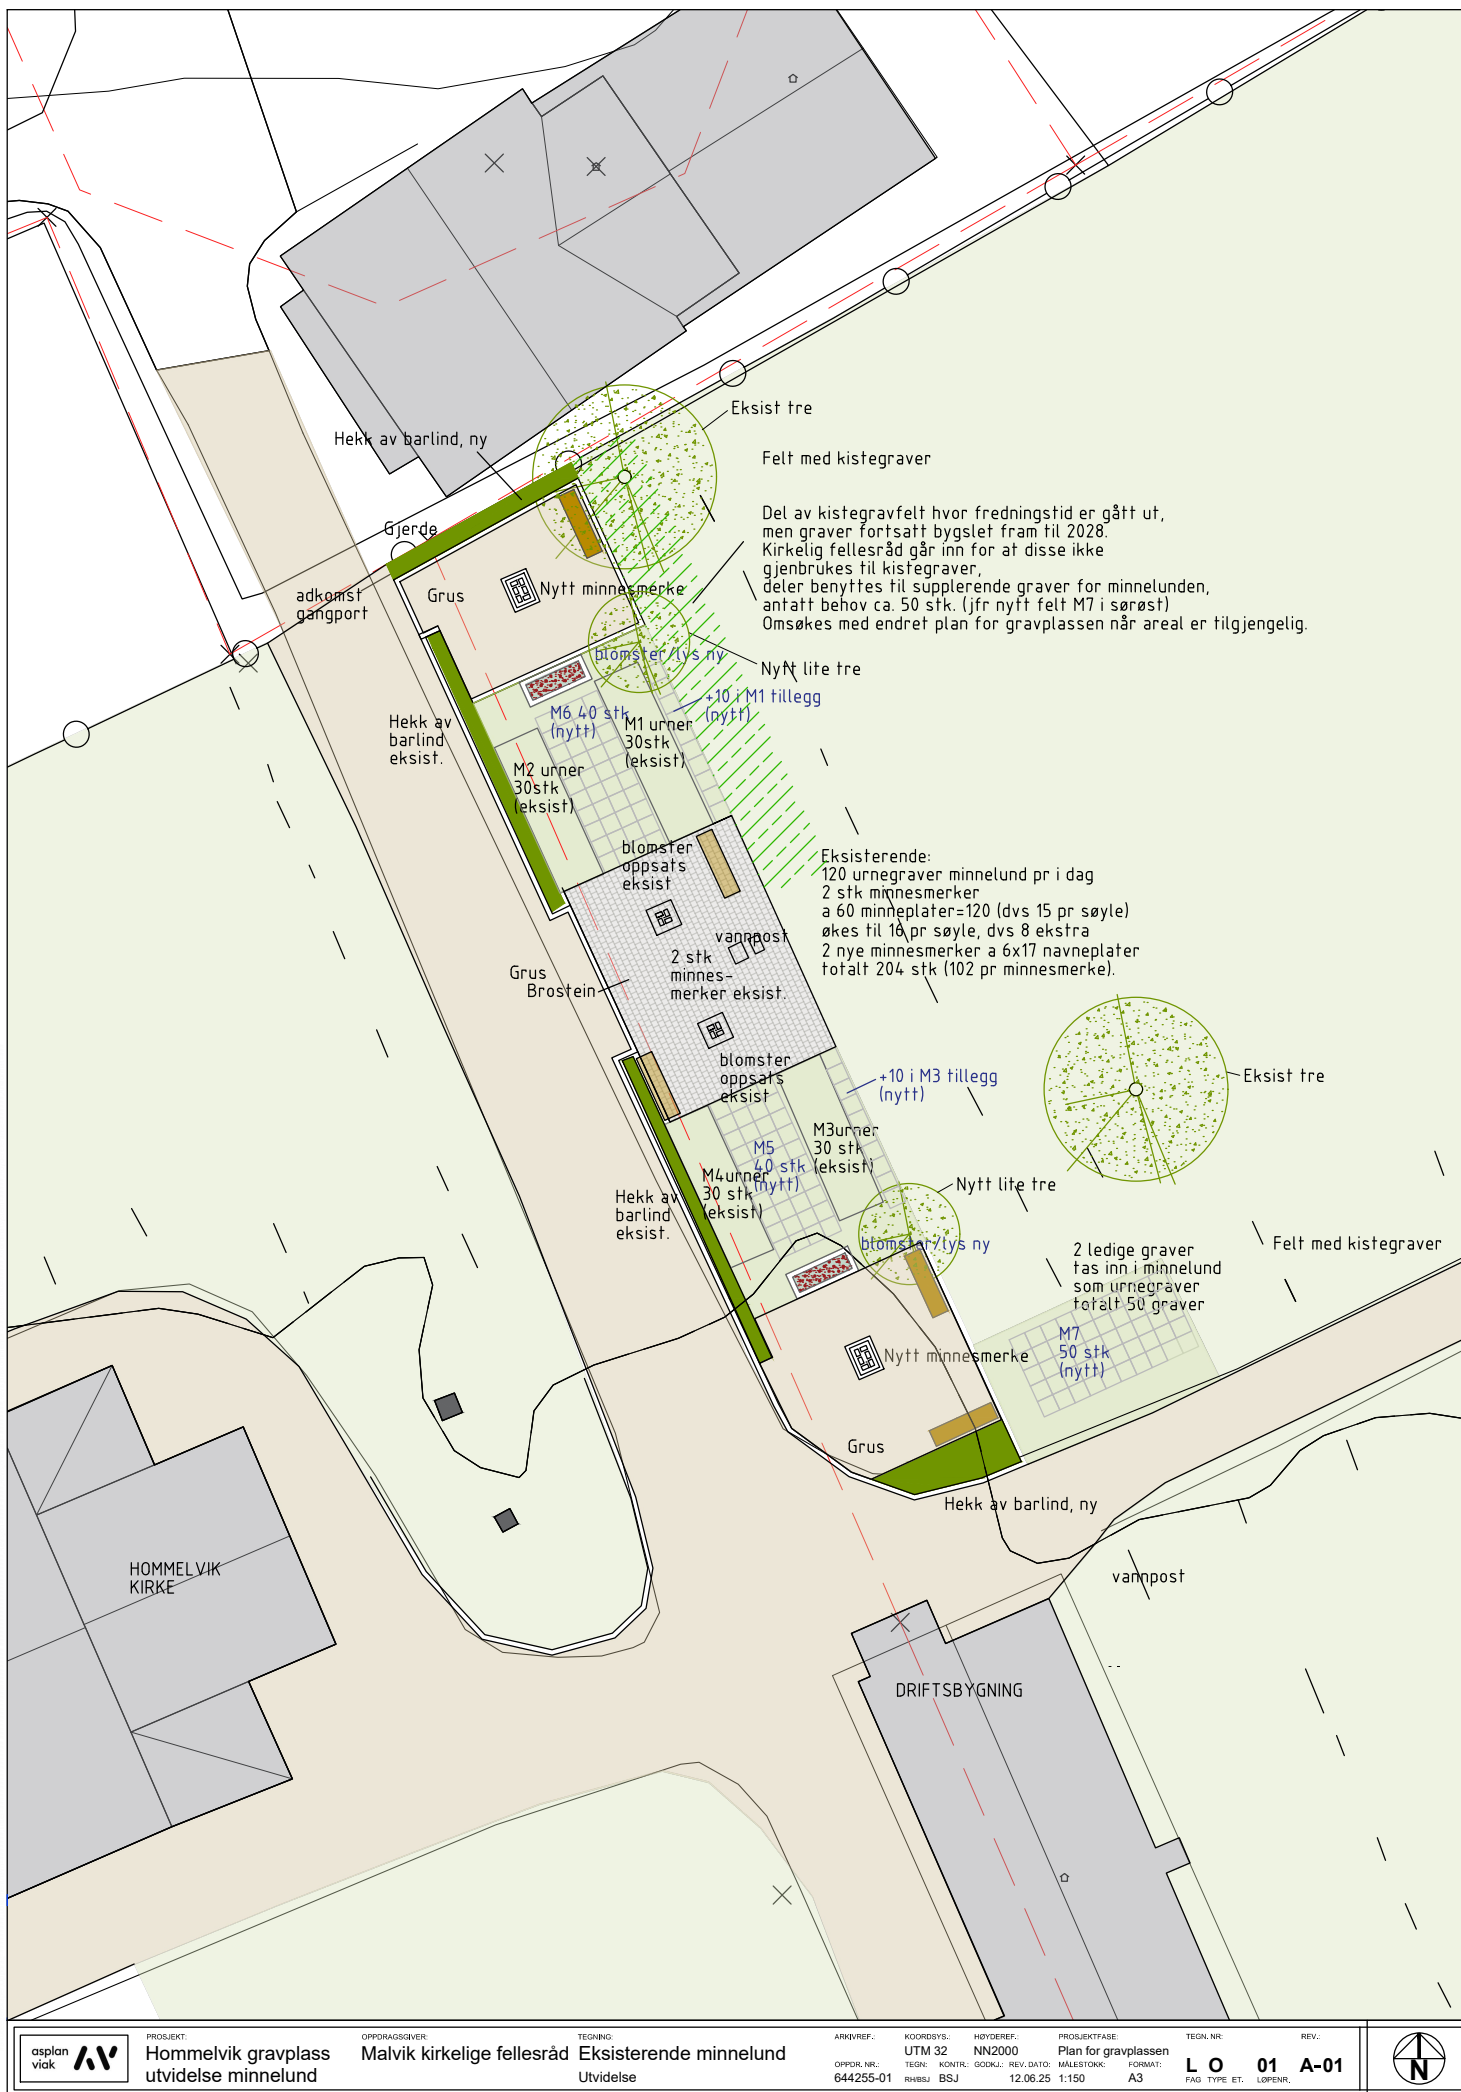 Eksist tre
Hekk av barlind, ny
Felt med kistegraver
Del av kistegravfelt hvor fredningstid er gått ut,
men graver fortsatt bygslet fram til 2028.
Kirkelig fellesråd går inn for at disse ikke
gjenbrukes til kistegraver,
deler benyttes til supplerende graver for minnelunden,
antatt behov ca. 50 stk. (jfr nytt felt M7 i sørøst)
Omsøkes med endret plan for gravplassen når areal er tilgjengelig.
Gjerde
adkomst
gangport
Grus
Nytt minnesmerke
blomster/lys ny
Nytt lite tre
+10 i M1 tillegg
(nytt)
M6 40 stk
(nytt)
M1 urner
30stk
(eksist)
Hekk av
barlind
eksist.
M2 urner
30stk
(eksist)
blomster
oppsats
eksist
Eksisterende:
120 urnegraver minnelund pr i dag
2 stk minnesmerker
a 60 minneplater=120 (dvs 15 pr søyle)
økes til 16 pr søyle, dvs 8 ekstra
2 nye minnesmerker a 6x17 navneplater
totalt 204 stk (102 pr minnesmerke).
vannpost
2 stk
minnes-
merker eksist.
Grus
Brostein
blomster
oppsats
eksist
+10 i M3 tillegg
(nytt)
Eksist tre
M3urner
30 stk
(eksist)
M5
40 stk
(nytt)
M4urner
30 stk
(eksist)
Hekk av
barlind
eksist.
Nytt lite tre
blomster/lys ny
2 ledige graver
tas inn i minnelund
som urnegraver
totalt 50 graver
Felt med kistegraver
M7
50 stk
(nytt)
Nytt minnesmerke
Grus
Hekk av barlind, ny
HOMMELVIK
KIRKE
vannpost
DRIFTSBYGNING
asplan
viak
PROSJEKT:
Hommelvik gravplass
utvidelse minnelund
OPPDRAGSGIVER:
Malvik kirkelige fellesråd
TEGNING:
Eksisterende minnelund
Utvidelse
ARKIVREF.:
OPPDR. NR.:
644255-01
KOORDSYS.:
UTM 32
HØYDEREF.:
NN2000
PROSJEKTFASE:
Plan for gravplassen
TEGN:
RH/BSJ
KONTR.:
BSJ
GODKJ.:
REV. DATO:
12.06.25
MÅLESTOKK:
1:150
FORMAT:
A3
TEGN. NR:
L O 01
FAG TYPE ET. LØPENR.
REV.:
A-01
N